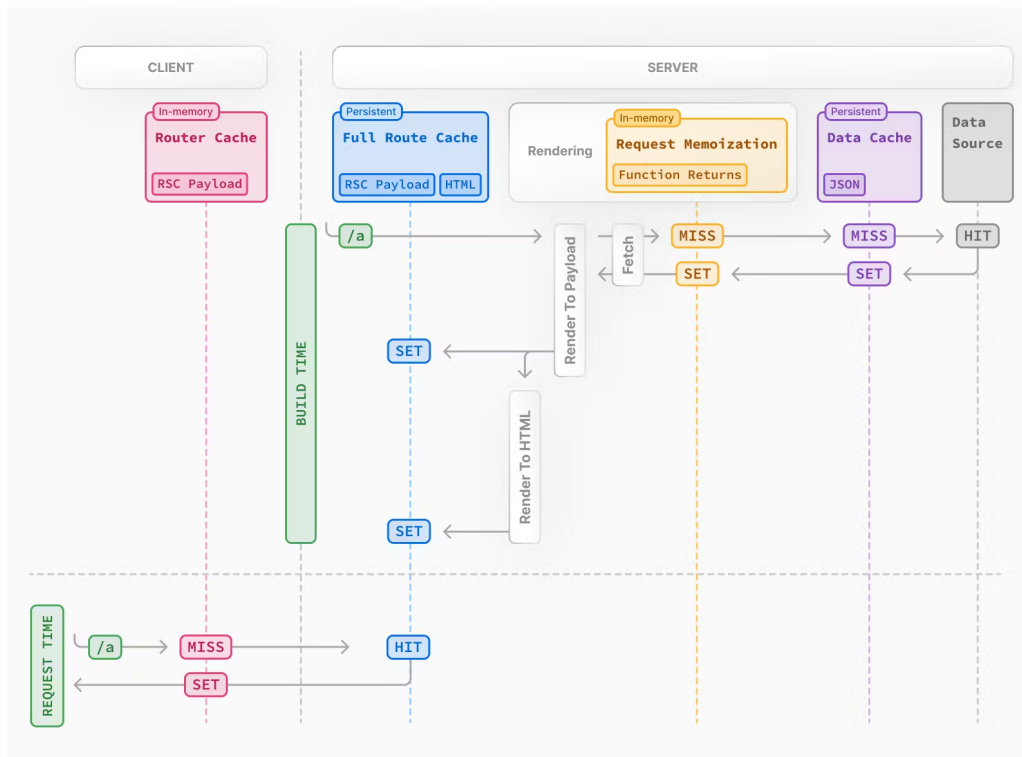 CLIENT
SERVER
In-memory
Router Cache
RSC Payload
Persistent
Full Route Cache
RSC Payload
HTML
Rendering
In-memory
Request Memoization
Function Returns
Persistent
Data Cache
JSON
Data
Source
BUILD TIME
/a
Render To Payload
Fetch
MISS
MISS
HIT
SET
SET
SET
Render To HTML
SET
REQUEST TIME
/a
MISS
HIT
SET